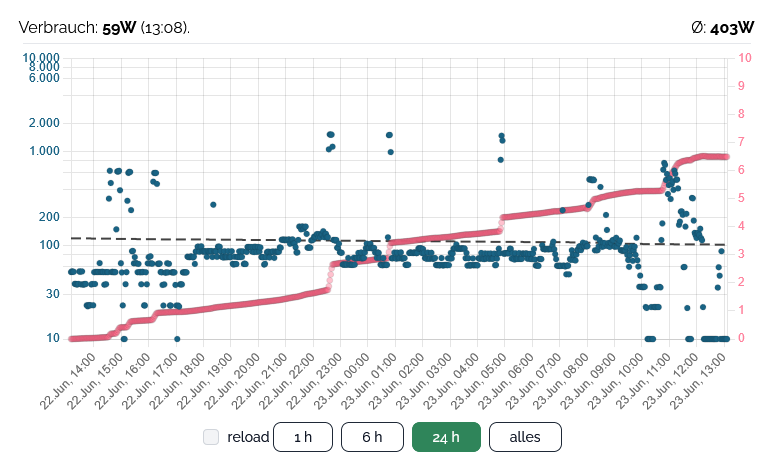 Verbrauch: 59W (13:08).
Ø: 403W
10.000
8.000
6.000
2.000
1.000
200
100
30
10
10
9
8
7
6
5
4
3
2
1
0
22 Jun, 14:00
22 Jun, 15:00
22 Jun, 16:00
22 Jun, 17:00
22 Jun, 18:00
22 Jun, 19:00
22 Jun, 20:00
22 Jun, 21:00
22 Jun, 22:00
22 Jun, 23:00
23 Jun, 00:00
23 Jun, 01:00
23 Jun, 02:00
23 Jun, 03:00
23 Jun, 04:00
23 Jun, 05:00
23 Jun, 06:00
23 Jun, 07:00
23 Jun, 08:00
23 Jun, 09:00
23 Jun, 10:00
23 Jun, 11:00
23 Jun, 12:00
23 Jun, 13:00
reload 1 h 6 h 24 h alles